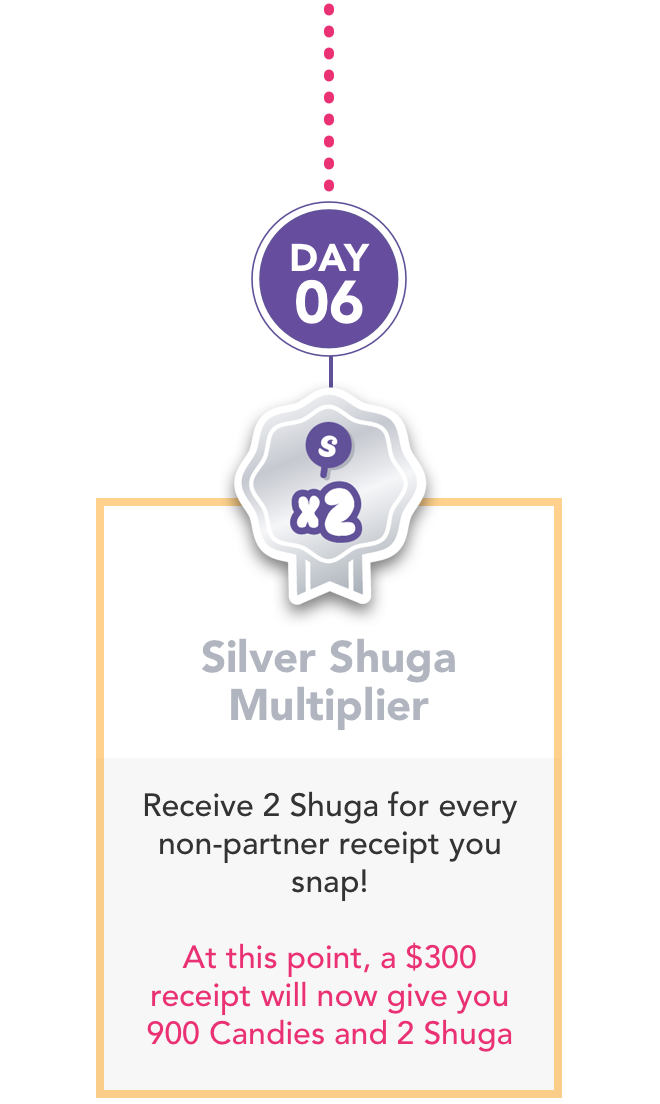 DAY
06
S
x2
Silver Shuga
Multiplier
Receive 2 Shuga for every
non-partner receipt you
snap!
At this point, a $300
receipt will now give you
900 Candies and 2 Shuga